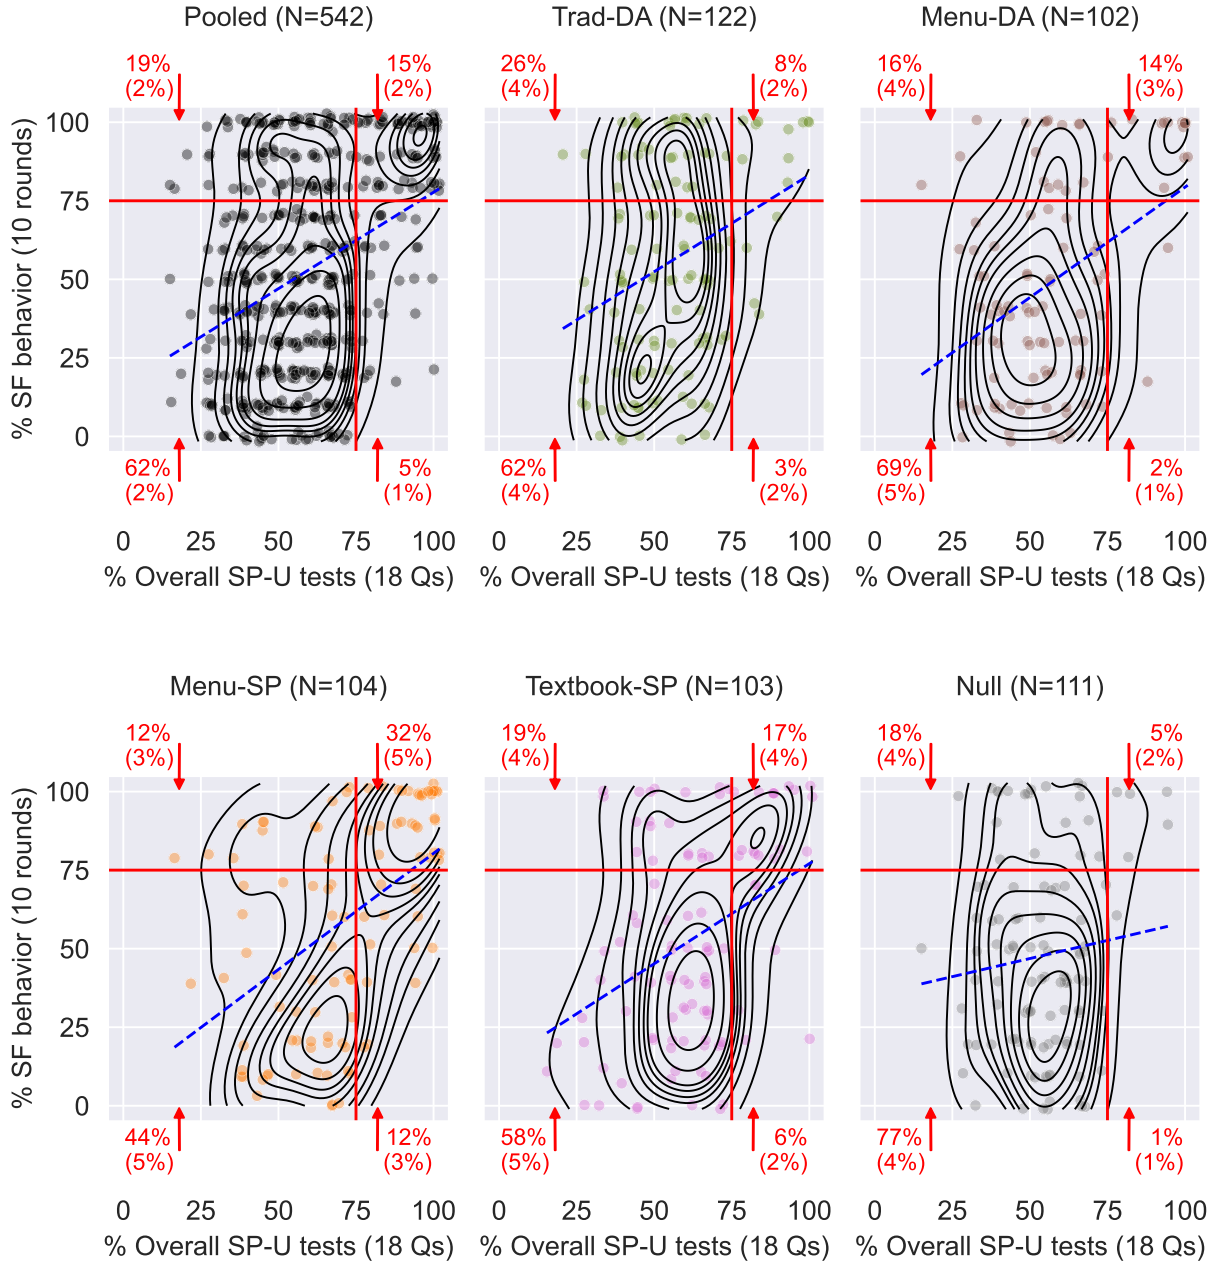 Pooled (N=542)
Trad-DA (N=122)
Menu-DA (N=102)
19%
(2%)
15%
(2%)
26%
(4%)
8%
(2%)
16%
(4%)
14%
(3%)
100
75
50
25
0
% SF behavior (10 rounds)
62%
(2%)
5%
(1%)
62%
(4%)
3%
(2%)
69%
(5%)
2%
(1%)
0 25 50 75 100
0 25 50 75 100
0 25 50 75 100
% Overall SP-U tests (18 Qs)
% Overall SP-U tests (18 Qs)
% Overall SP-U tests (18 Qs)
Menu-SP (N=104)
Textbook-SP (N=103)
Null (N=111)
12%
(3%)
32%
(5%)
19%
(4%)
17%
(4%)
18%
(4%)
5%
(2%)
100
75
50
25
0
% SF behavior (10 rounds)
44%
(5%)
12%
(3%)
58%
(5%)
6%
(2%)
77%
(4%)
1%
(1%)
0 25 50 75 100
0 25 50 75 100
0 25 50 75 100
% Overall SP-U tests (18 Qs)
% Overall SP-U tests (18 Qs)
% Overall SP-U tests (18 Qs)